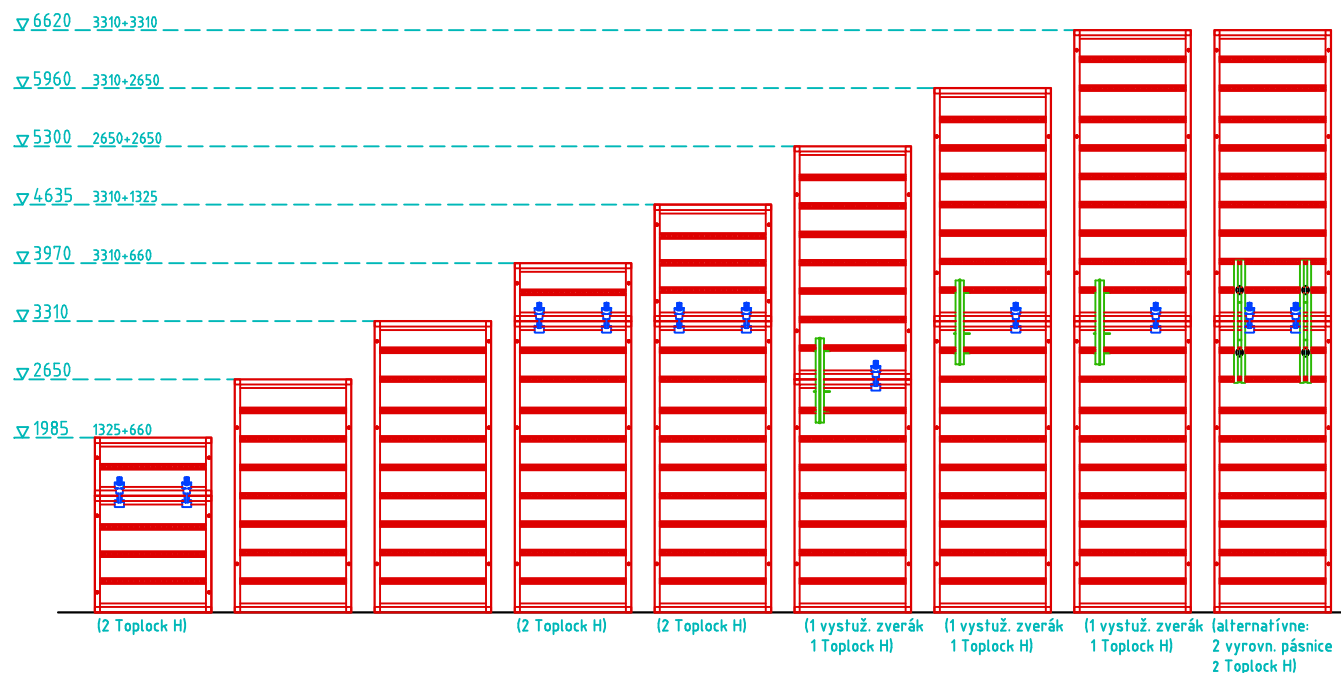 6620 3310+3310
5960 3310+2650
5300 2650+2650
4635 3310+1325
3970 3310+660
3310
2650
1985 1325+660
(2 Toplock H)
(2 Toplock H)
(2 Toplock H)
(1 vystuž. zverák
1 Toplock H)
(1 vystuž. zverák
1 Toplock H)
(1 vystuž. zverák
1 Toplock H)
(alternatívne:
2 vyrovn. pásnice
2 Toplock H)